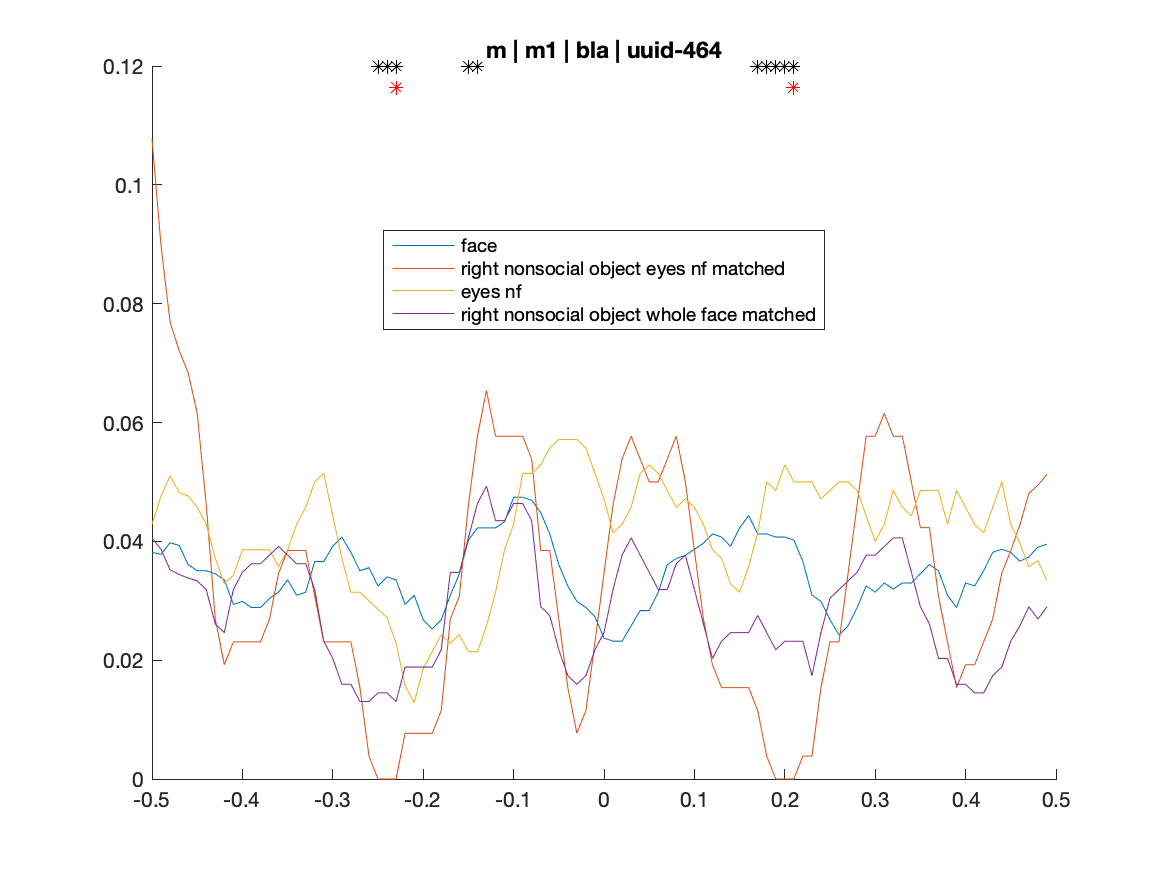 m | m1 | bla | uuid-464
0.12
0.1
0.08
0.06
0.04
0.02
0
face
right nonsocial object eyes nf matched
eyes nf
right nonsocial object whole face matched
-0.5 -0.4 -0.3 -0.2 -0.1 0 0.1 0.2 0.3 0.4 0.5